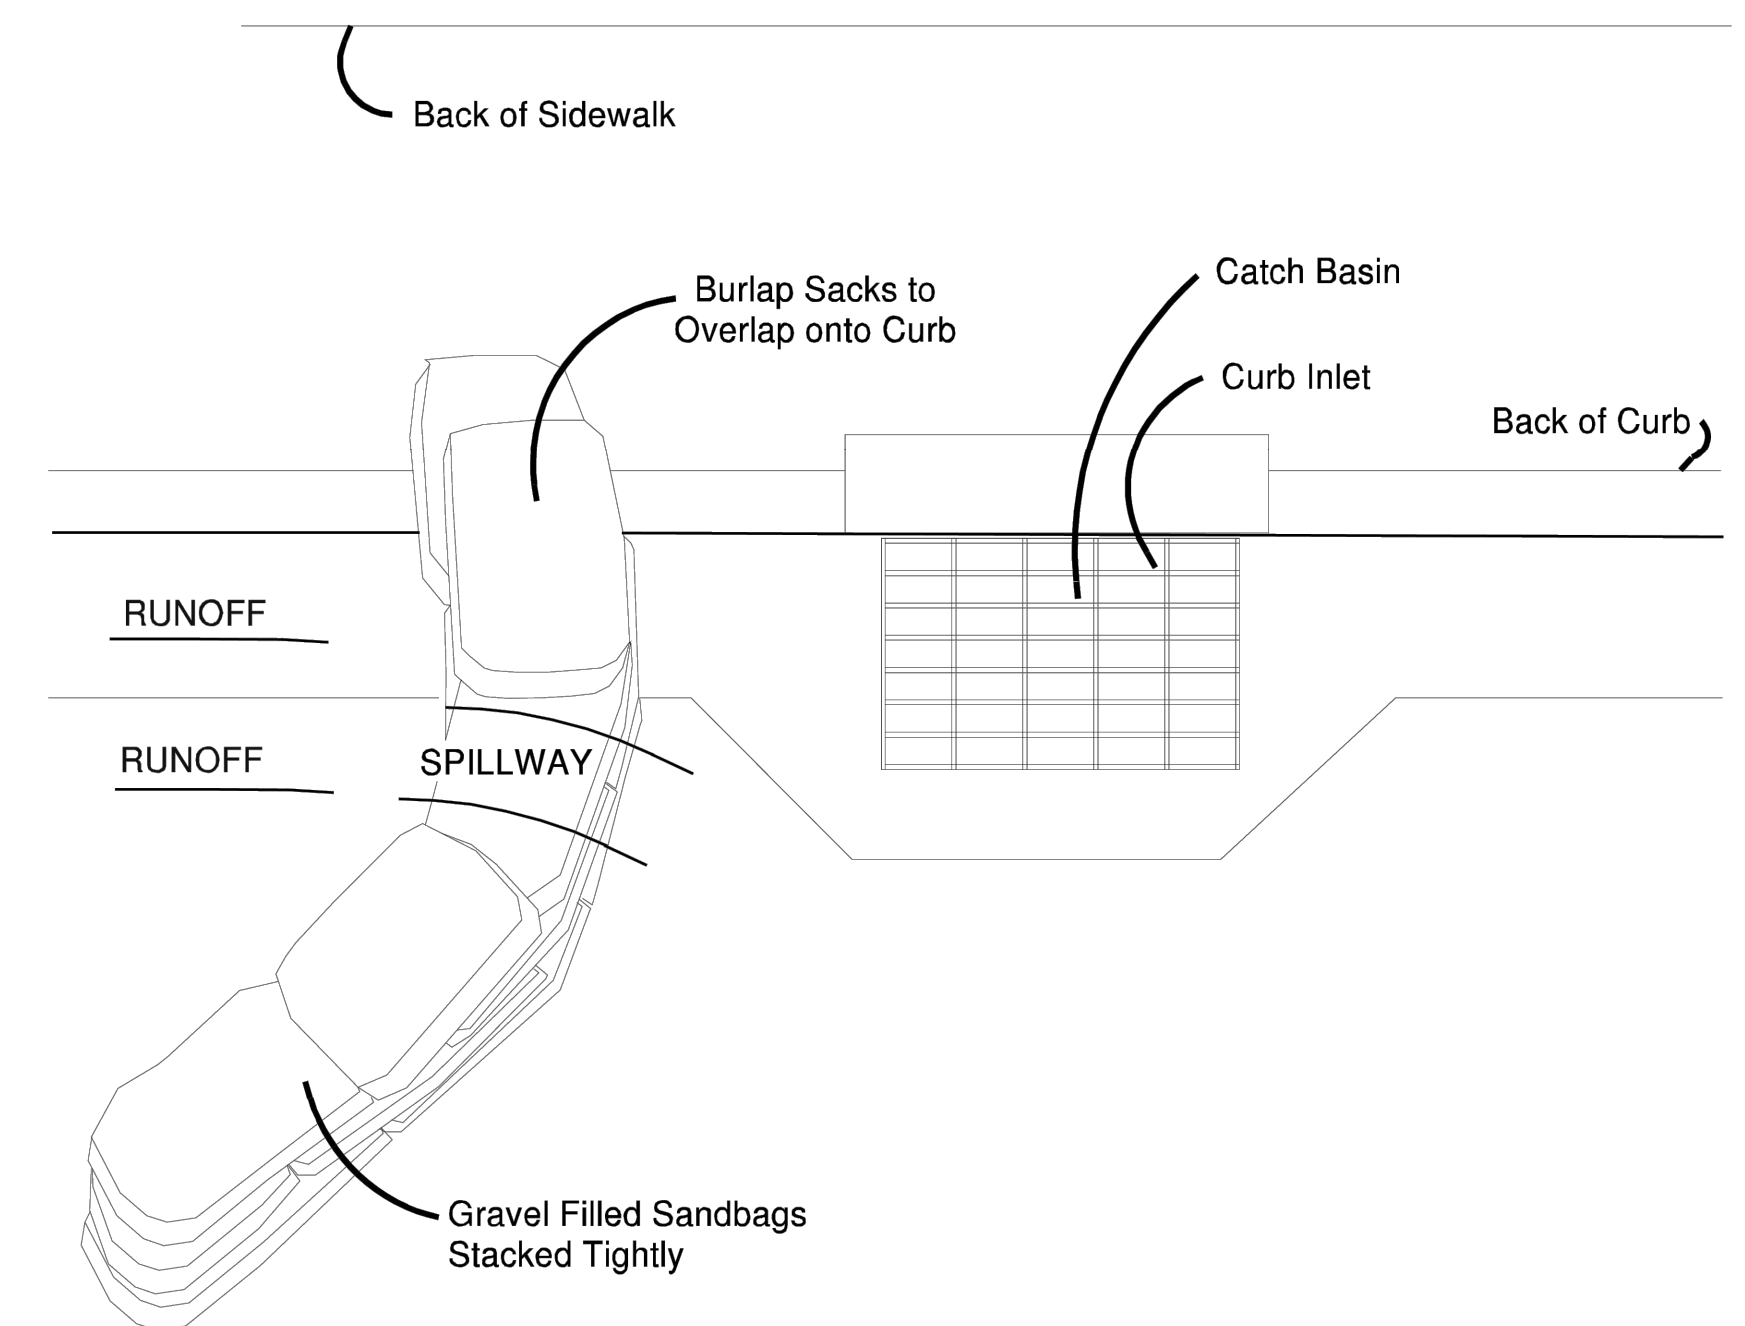 Back of Sidewalk
Burlap Sacks to
Overlap onto Curb
Catch Basin
Curb Inlet
Back of Curb
RUNOFF
RUNOFF
SPILLWAY
Gravel Filled Sandbags
Stacked Tightly